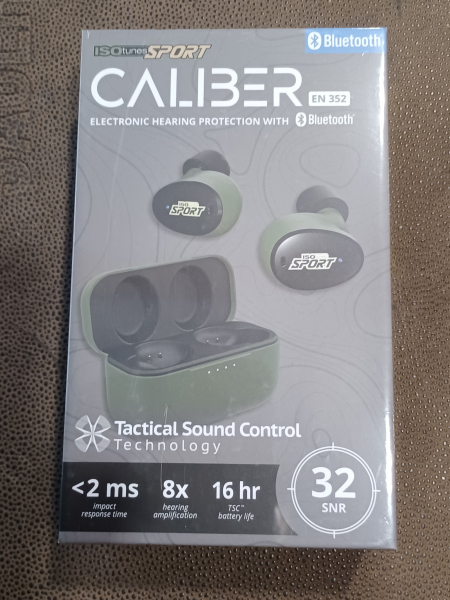 ISOtunes SPORT
Bluetooth
CALIBER EN 352
ELECTRONIC HEARING PROTECTION WITH Bluetooth®
ISO
SPORT
ISO
SPORT
Tactical Sound Control
Technology
<2 ms
impact
response time
8x
hearing
amplification
16 hr
TSC™
battery life
32
SNR